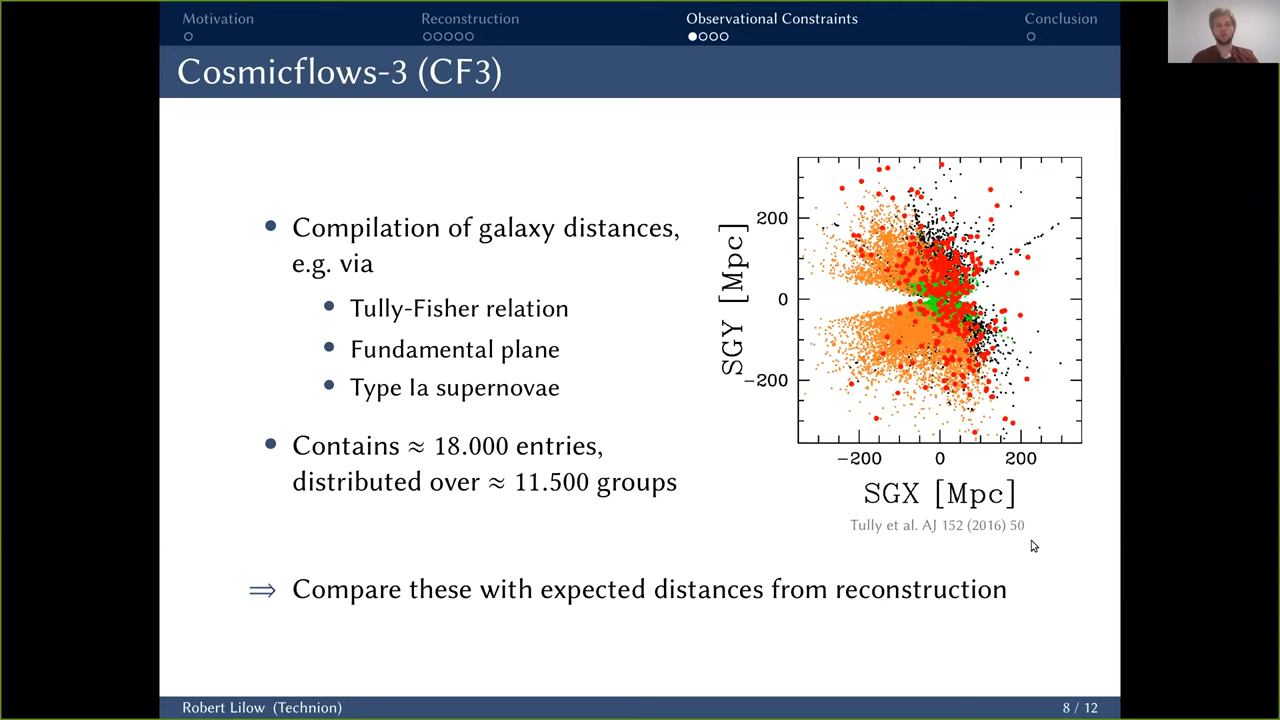 Motivation
Reconstruction
Observational Constraints
Conclusion
Cosmicflows-3 (CF3)
• Compilation of galaxy distances,
e.g. via
• Tully-Fisher relation
• Fundamental plane
• Type Ia supernovae
• Contains ≈ 18.000 entries,
distributed over ≈ 11.500 groups
SGY [Mpc]
200
0
−200
−200 0 200
SGX [Mpc]
Tully et al. AJ 152 (2016) 50
⇒ Compare these with expected distances from reconstruction
Robert Lilow (Technion)
8 / 12